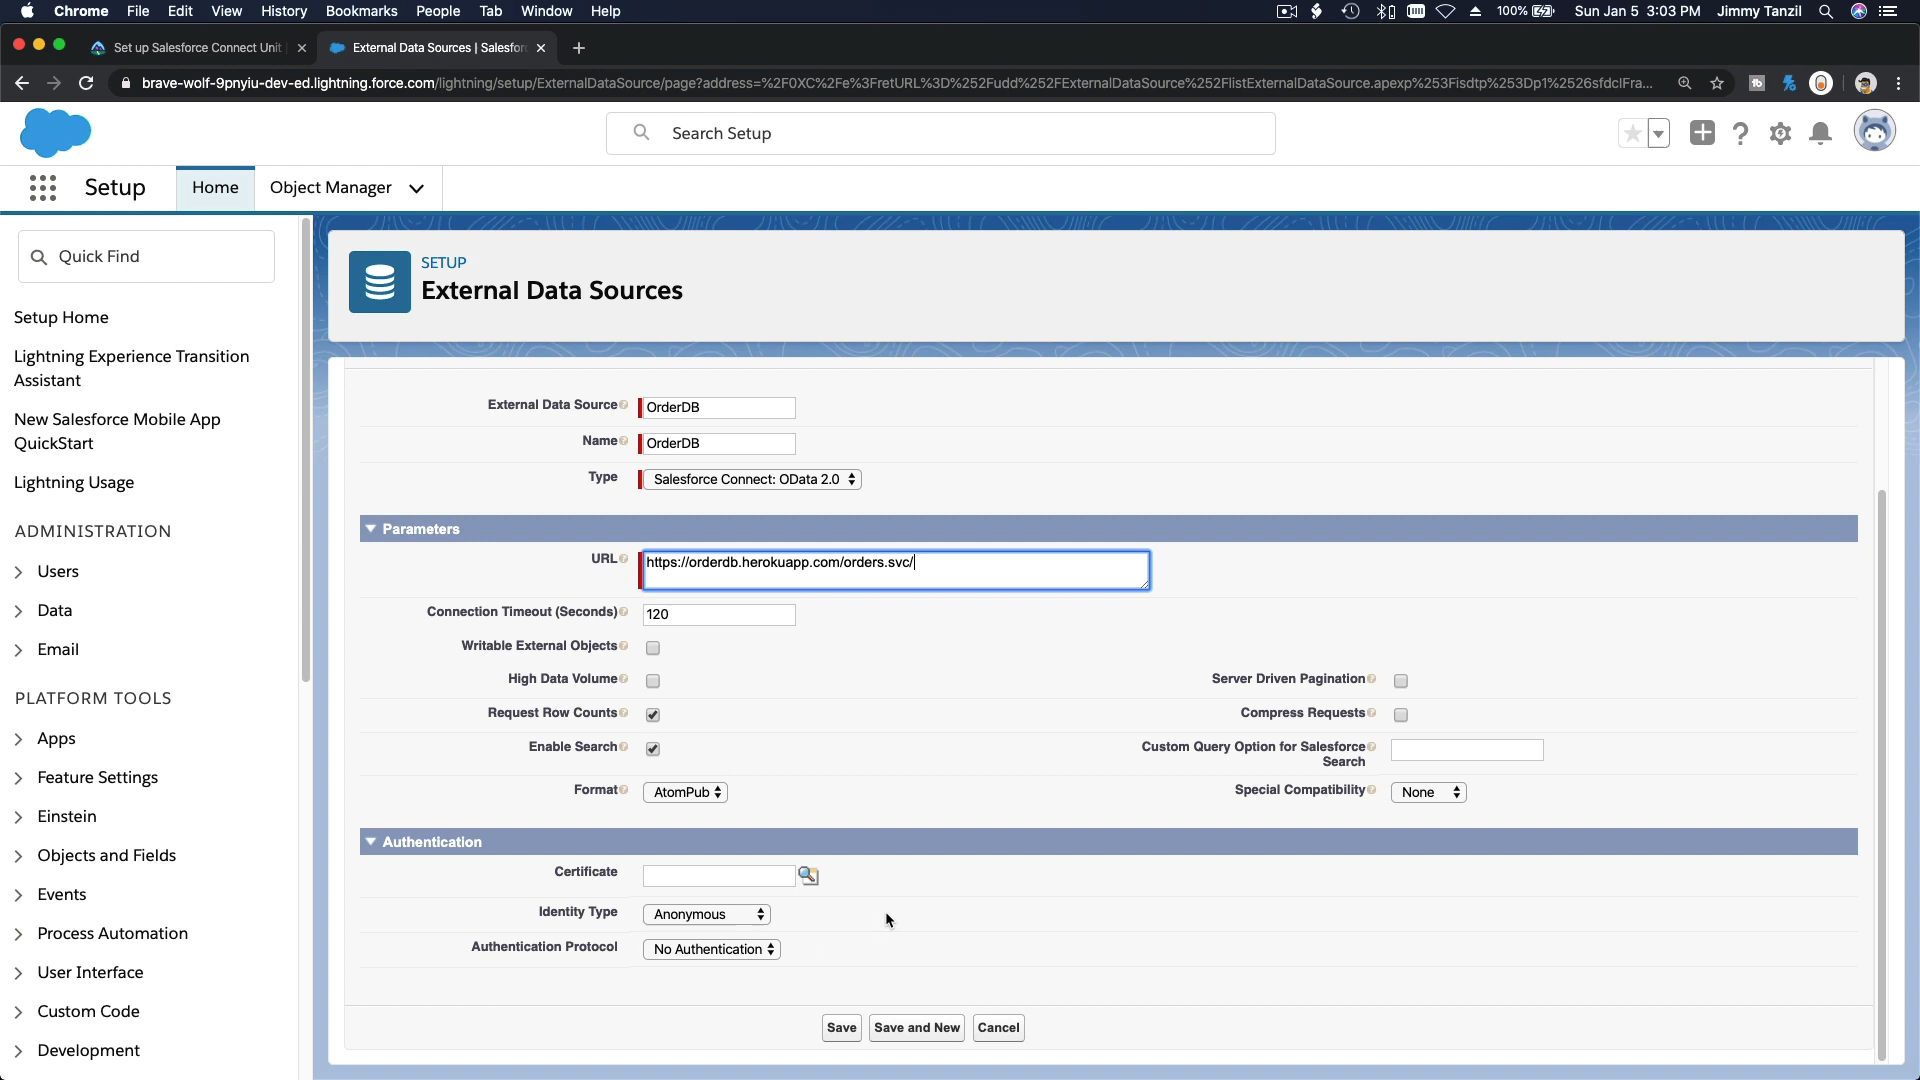 Chrome File Edit View History Bookmarks People Tab Window Help
100% Sun Jan 5 3:03 PM Jimmy Tanzil
Set up Salesforce Connect Unit
External Data Sources | Salesfor
brave-wolf-9pnyiu-dev-ed.lightning.force.com/lightning/setup/ExternalDataSource/page?address=%2F0XC%2Fe%3FretURL%3D%252Fudd%252FExternalDataSource%252FlistExternalDataSource.apexp%253Fisdtp%253Dp1%2526sfdcIFra...
Search Setup
Setup
Home
Object Manager
Quick Find
Setup Home
Lightning Experience Transition
Assistant
New Salesforce Mobile App
QuickStart
Lightning Usage
ADMINISTRATION
Users
Data
Email
PLATFORM TOOLS
Apps
Feature Settings
Einstein
Objects and Fields
Events
Process Automation
User Interface
Custom Code
Development
SETUP
External Data Sources
External Data Source OrderDB
Name OrderDB
Type Salesforce Connect: OData 2.0
Parameters
URL https://orderdb.herokuapp.com/orders.svc/
Connection Timeout (Seconds) 120
Writable External Objects
High Data Volume
Server Driven Pagination
Request Row Counts
Compress Requests
Enable Search
Custom Query Option for Salesforce
Search
Format AtomPub
Special Compatibility None
Authentication
Certificate
Identity Type Anonymous
Authentication Protocol No Authentication
Save Save and New Cancel